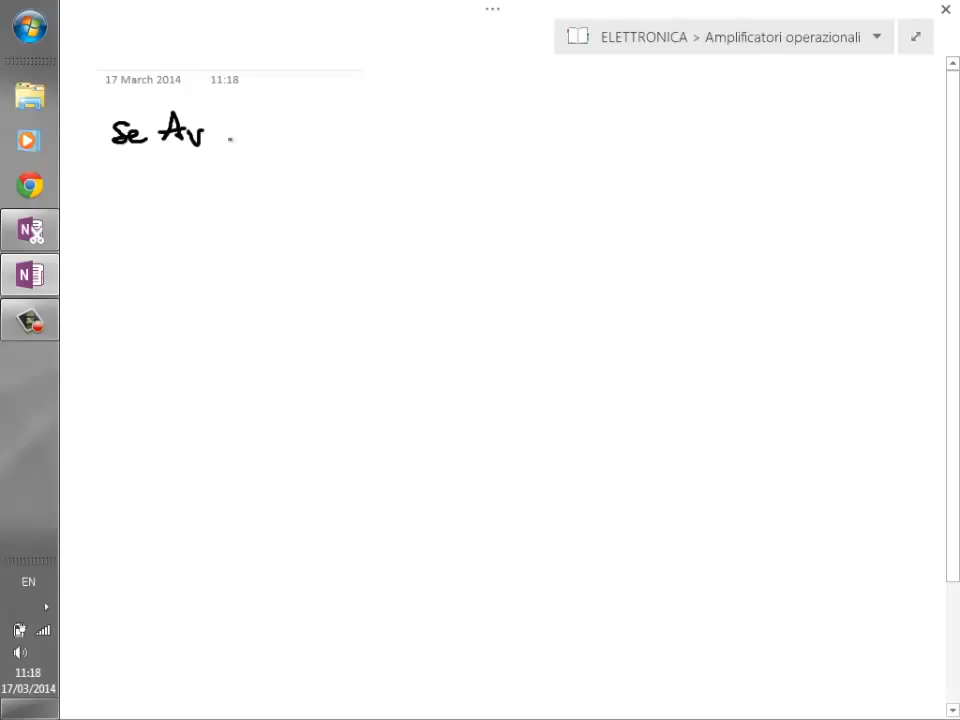 ELETTRONICA > Amplificatori operazionali
17 March 2014 11:18
Se Av
EN
11:18
17/03/2014